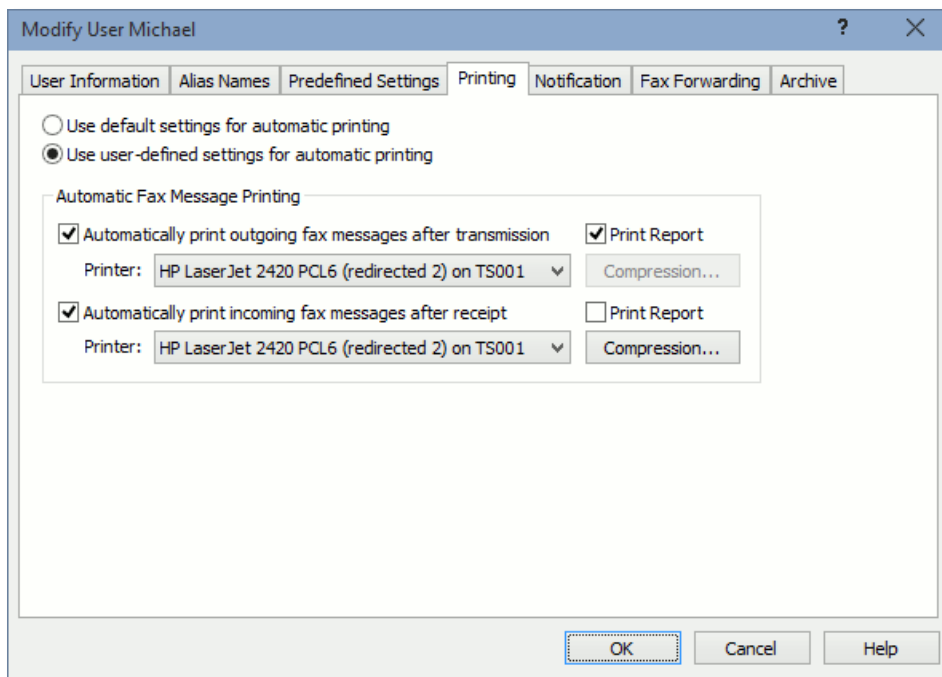 Modify User Michael ?
User Information Alias Names Predefined Settings Printing Notification Fax Forwarding Archive
Use default settings for automatic printing
Use user-defined settings for automatic printing
Automatic Fax Message Printing
Automatically print outgoing fax messages after transmission Print Report
Printer: HP LaserJet 2420 PCL6 (redirected 2) on TS001 Compression...
Automatically print incoming fax messages after receipt Print Report
Printer: HP LaserJet 2420 PCL6 (redirected 2) on TS001 Compression...
OK Cancel Help